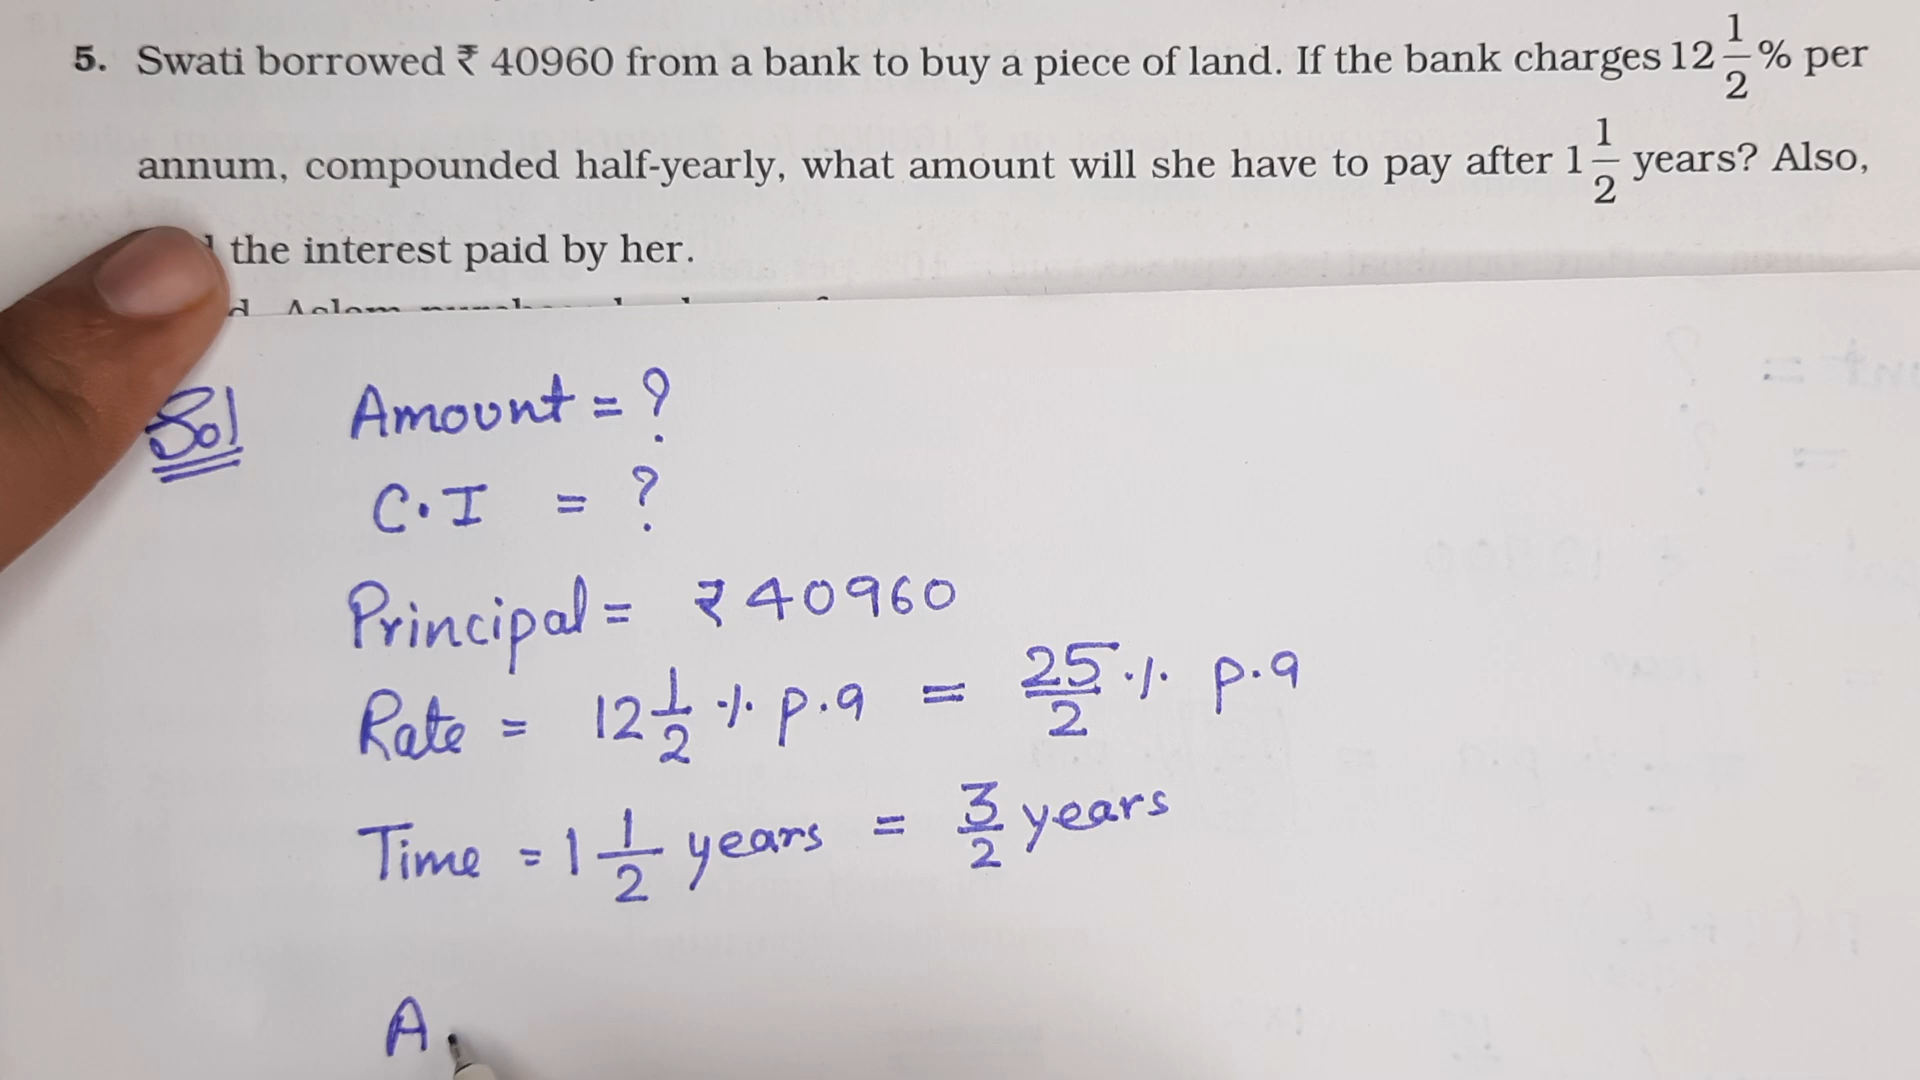 5. Swati borrowed ₹ 40960 from a bank to buy a piece of land. If the bank charges 12 1/2 % per
annum, compounded half-yearly, what amount will she have to pay after 1 1/2 years? Also,
the interest paid by her.
Sol
Amount = ?
C.I = ?
Principal = ₹ 40960
Rate = 12 1/2 % p.a = 25/2 % p.a
Time = 1 1/2 years = 3/2 years
A